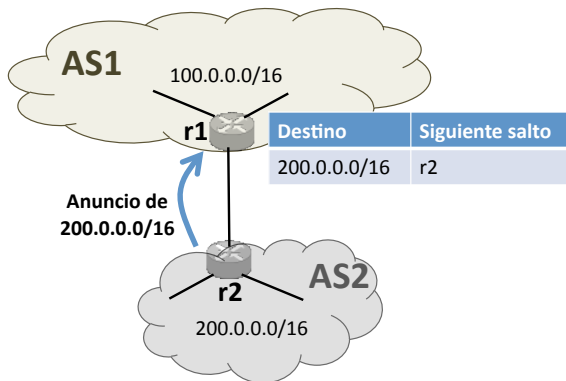 AS1
100.0.0.0/16
r1
Destino Siguiente salto
200.0.0.0/16 r2
Anuncio de
200.0.0.0/16
r2
AS2
200.0.0.0/16